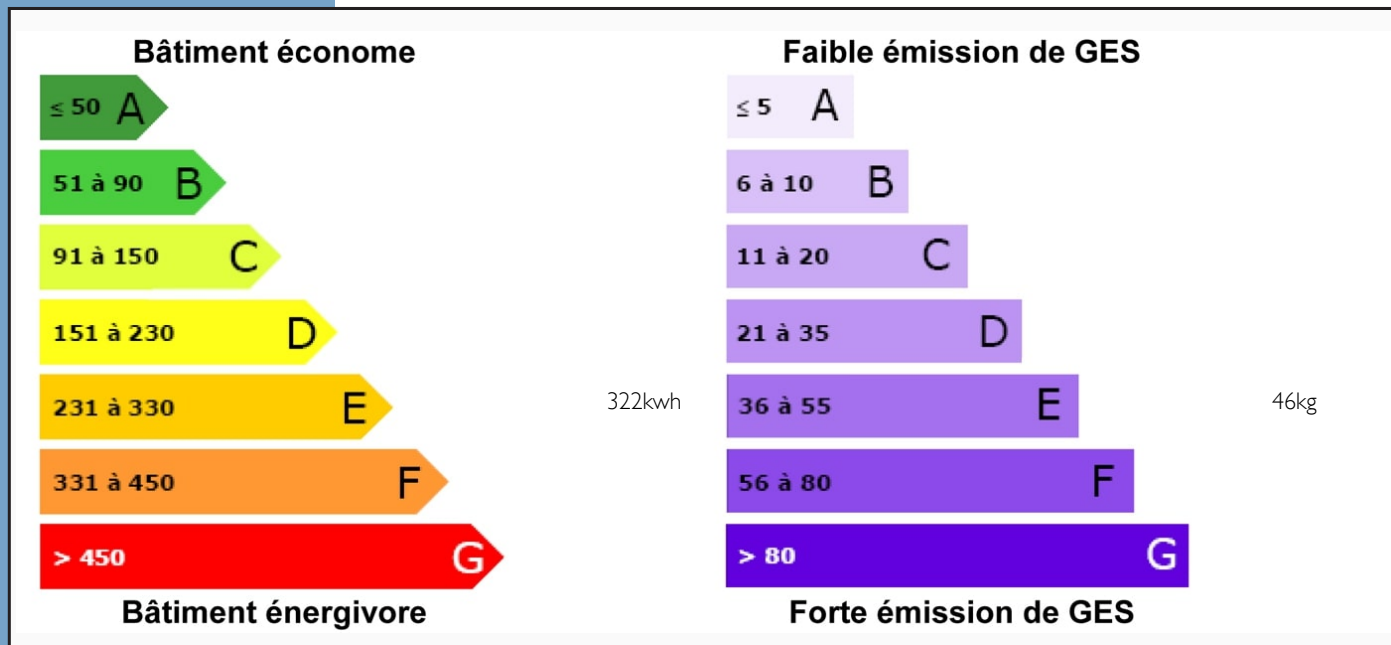 Bâtiment économe
≤ 50 A
51 à 90 B
91 à 150 C
151 à 230 D
231 à 330 E
322kwh
331 à 450 F
> 450 G
Bâtiment énergivore
Faible émission de GES
≤ 5 A
6 à 10 B
11 à 20 C
21 à 35 D
36 à 55 E
46kg
56 à 80 F
> 80 G
Forte émission de GES